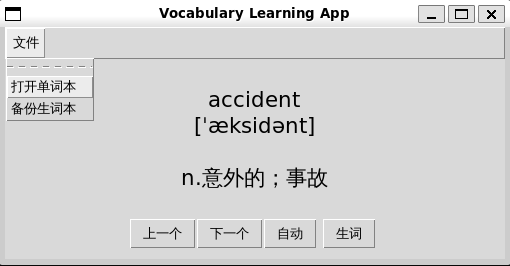 Vocabulary Learning App
文件
打开单词本
备份生词本
accident
['æksidənt]
n.意外的；事故
上一个 下一个 自动 生词